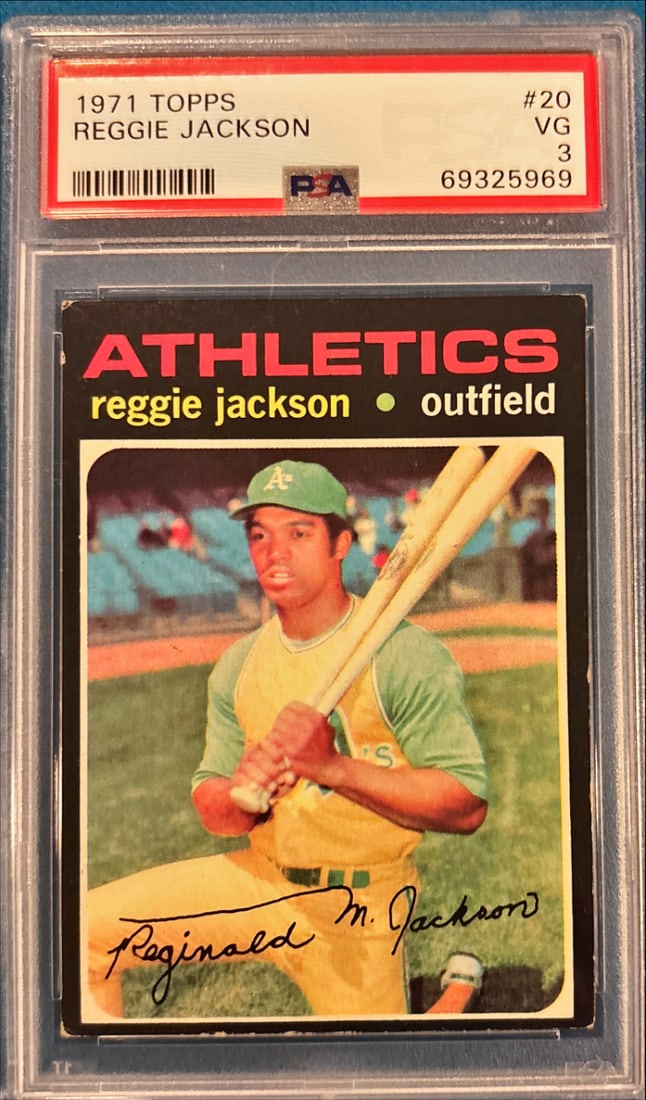 1971 TOPPS #20
REGGIE JACKSON VG
3
PSA 69325969
ATHLETICS
reggie jackson • outfield
A's
'S
Reginald M. Jackson